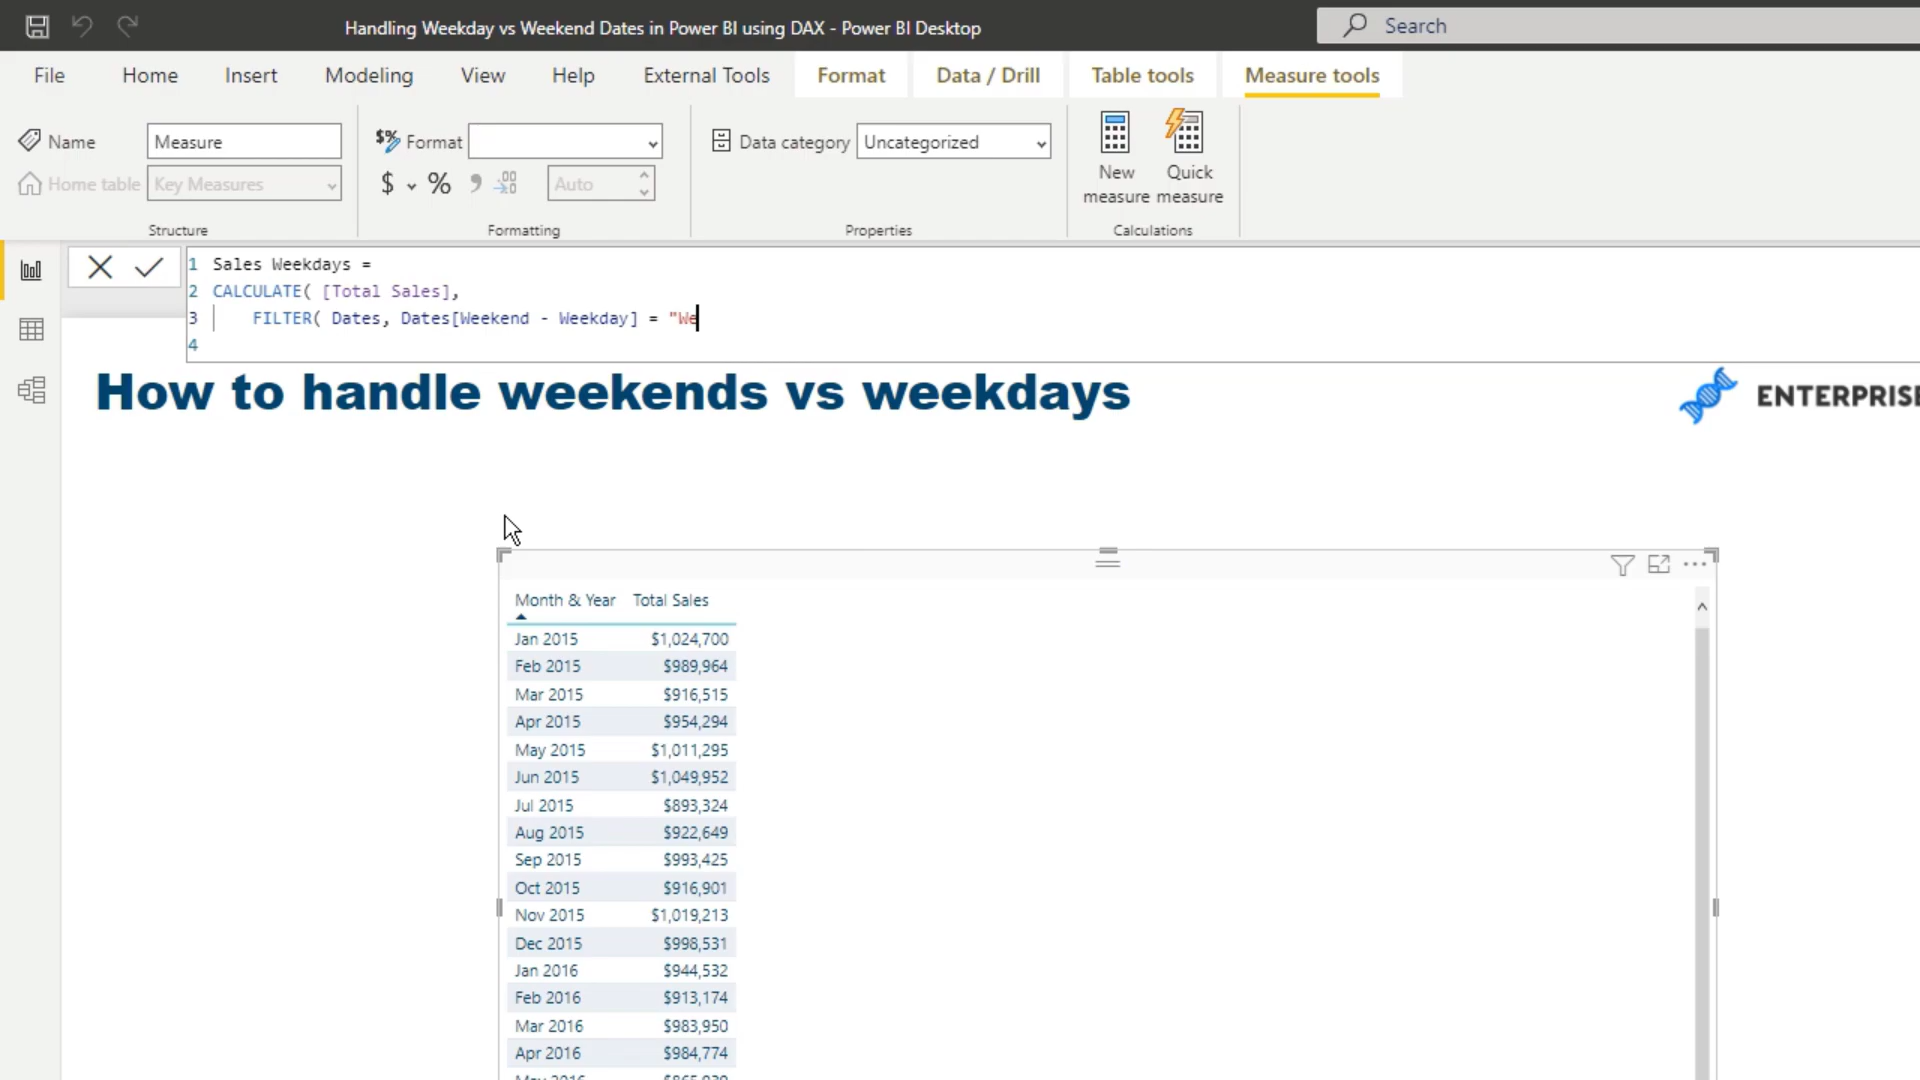 Handling Weekday vs Weekend Dates in Power BI using DAX - Power BI Desktop
Search
File Home Insert Modeling View Help External Tools Format Data / Drill Table tools Measure tools
Name Measure
Home table Key Measures
Structure
$% Format
$ % Auto
Formatting
Data category Uncategorized
Properties
New measure
Quick measure
Calculations
1 Sales Weekdays =
2 CALCULATE( [Total Sales],
3 FILTER( Dates, Dates[Weekend - Weekday] = "We
4
How to handle weekends vs weekdays
ENTERPRISE
Month & Year Total Sales
Jan 2015 $1,024,700
Feb 2015 $989,964
Mar 2015 $916,515
Apr 2015 $954,294
May 2015 $1,011,295
Jun 2015 $1,049,952
Jul 2015 $893,324
Aug 2015 $922,649
Sep 2015 $993,425
Oct 2015 $916,901
Nov 2015 $1,019,213
Dec 2015 $998,531
Jan 2016 $944,532
Feb 2016 $913,174
Mar 2016 $983,950
Apr 2016 $984,774